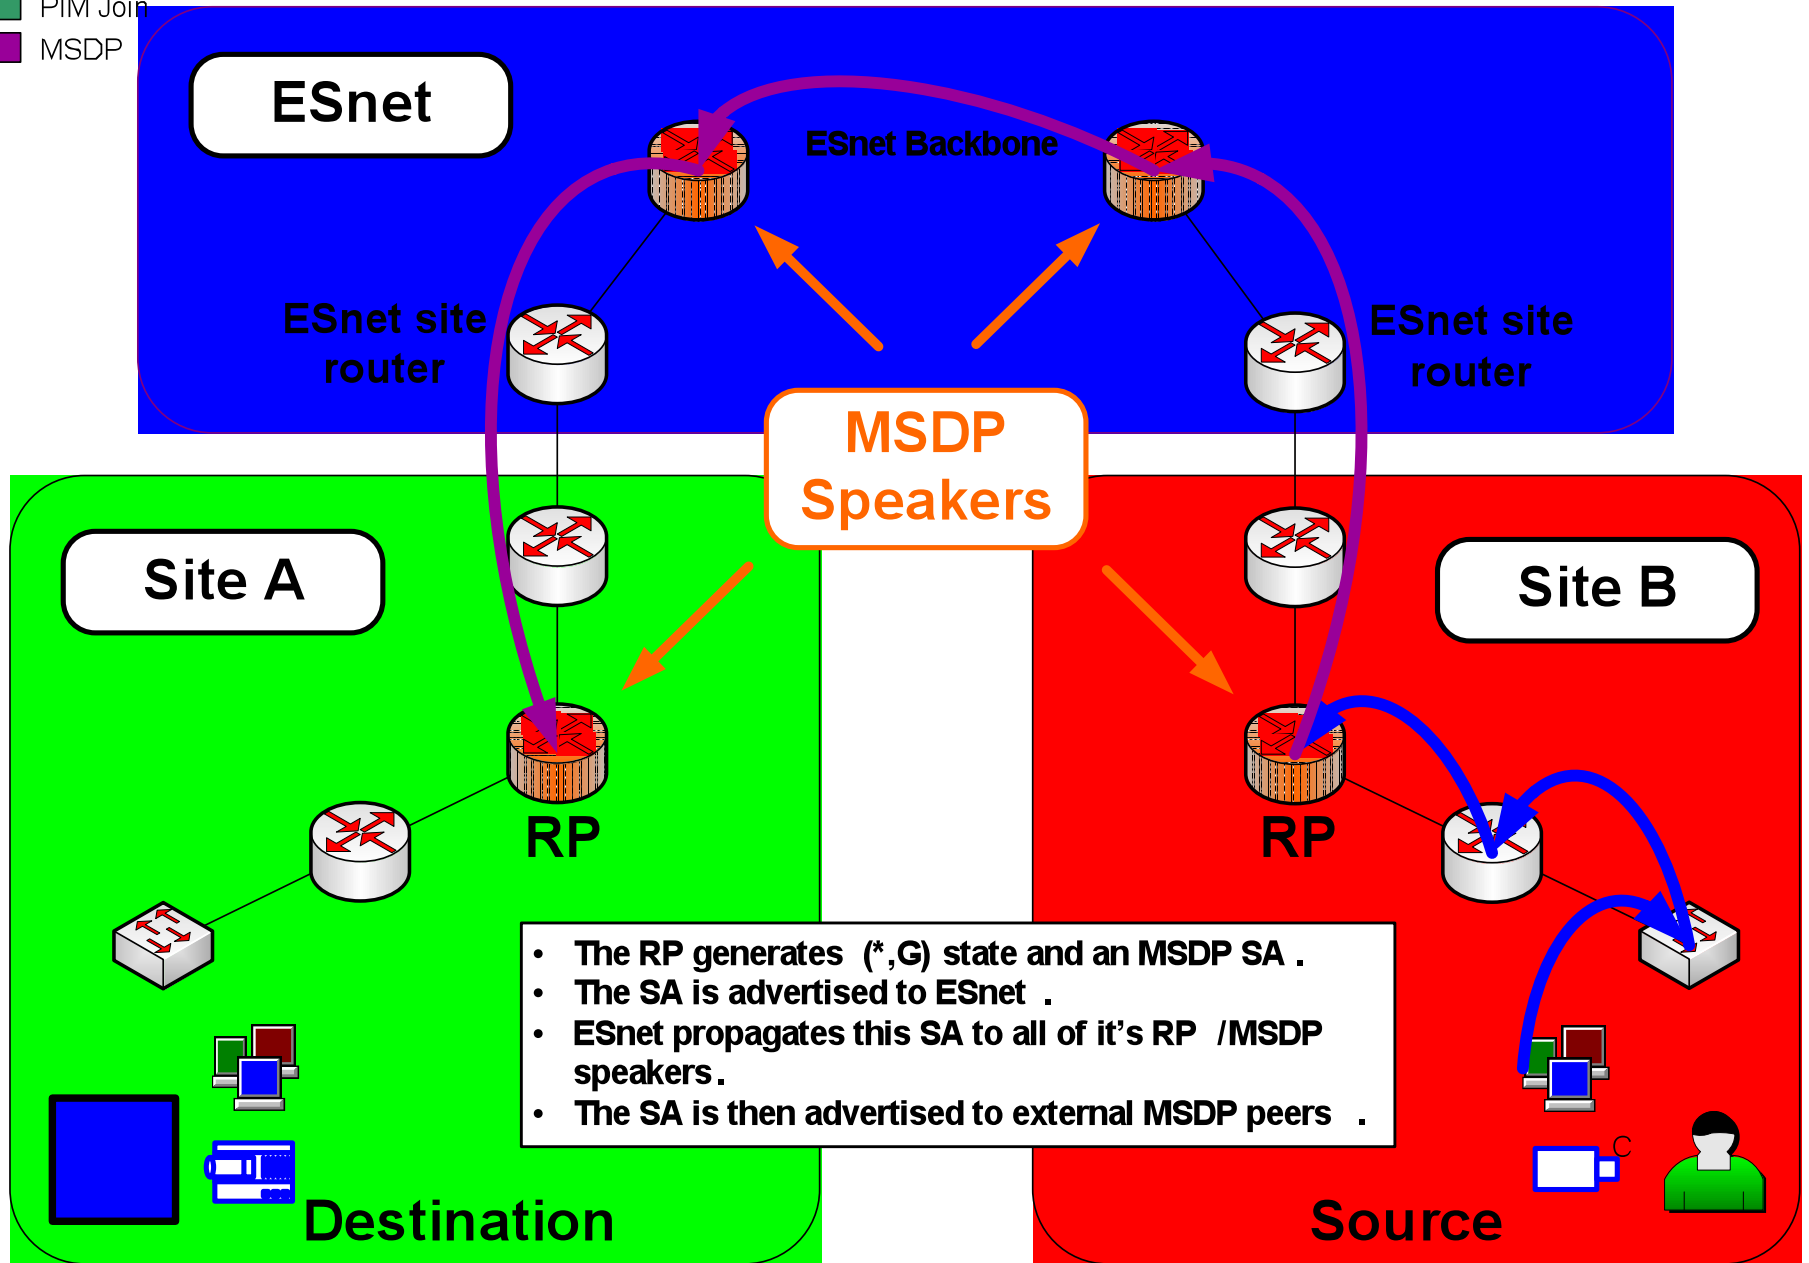 PIM Join
MSDP
ESnet
ESnet Backbone
ESnet site
router
ESnet site
router
MSDP
Speakers
Site A
Site B
RP
RP
• The RP generates (*,G) state and an MSDP SA .
• The SA is advertised to ESnet .
• ESnet propagates this SA to all of it’s RP /MSDP
speakers.
• The SA is then advertised to external MSDP peers .
C
Destination
Source